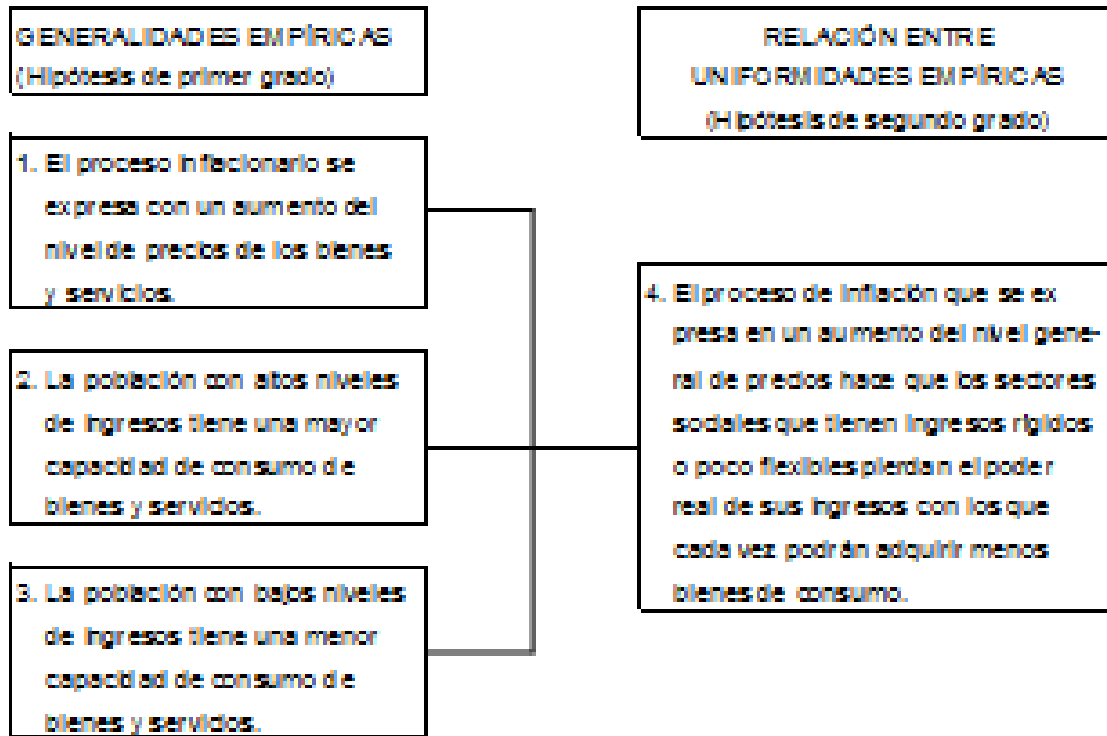 GENERALIDADES EMPÍRICAS
(Hipótesis de primer grado)
RELACIÓN ENTRE
UNIFORMIDADES EMPÍRICAS
(Hipótesis de segundo grado)
1. El proceso inflacionario se
expresa con un aumento del
nivel de precios de los bienes
y servicios.
2. La población con altos niveles
de ingresos tiene una mayor
capacidad de consumo de
bienes y servicios.
3. La población con bajos niveles
de ingresos tiene una menor
capacidad de consumo de
bienes y servicios.
4. El proceso de inflación que se ex
presa en un aumento del nivel gene-
ral de precios hace que los sectores
sociales que tienen ingresos rígidos
o poco flexibles pierdan el poder
real de sus ingresos con los que
cada vez podrán adquirir menos
bienes de consumo.